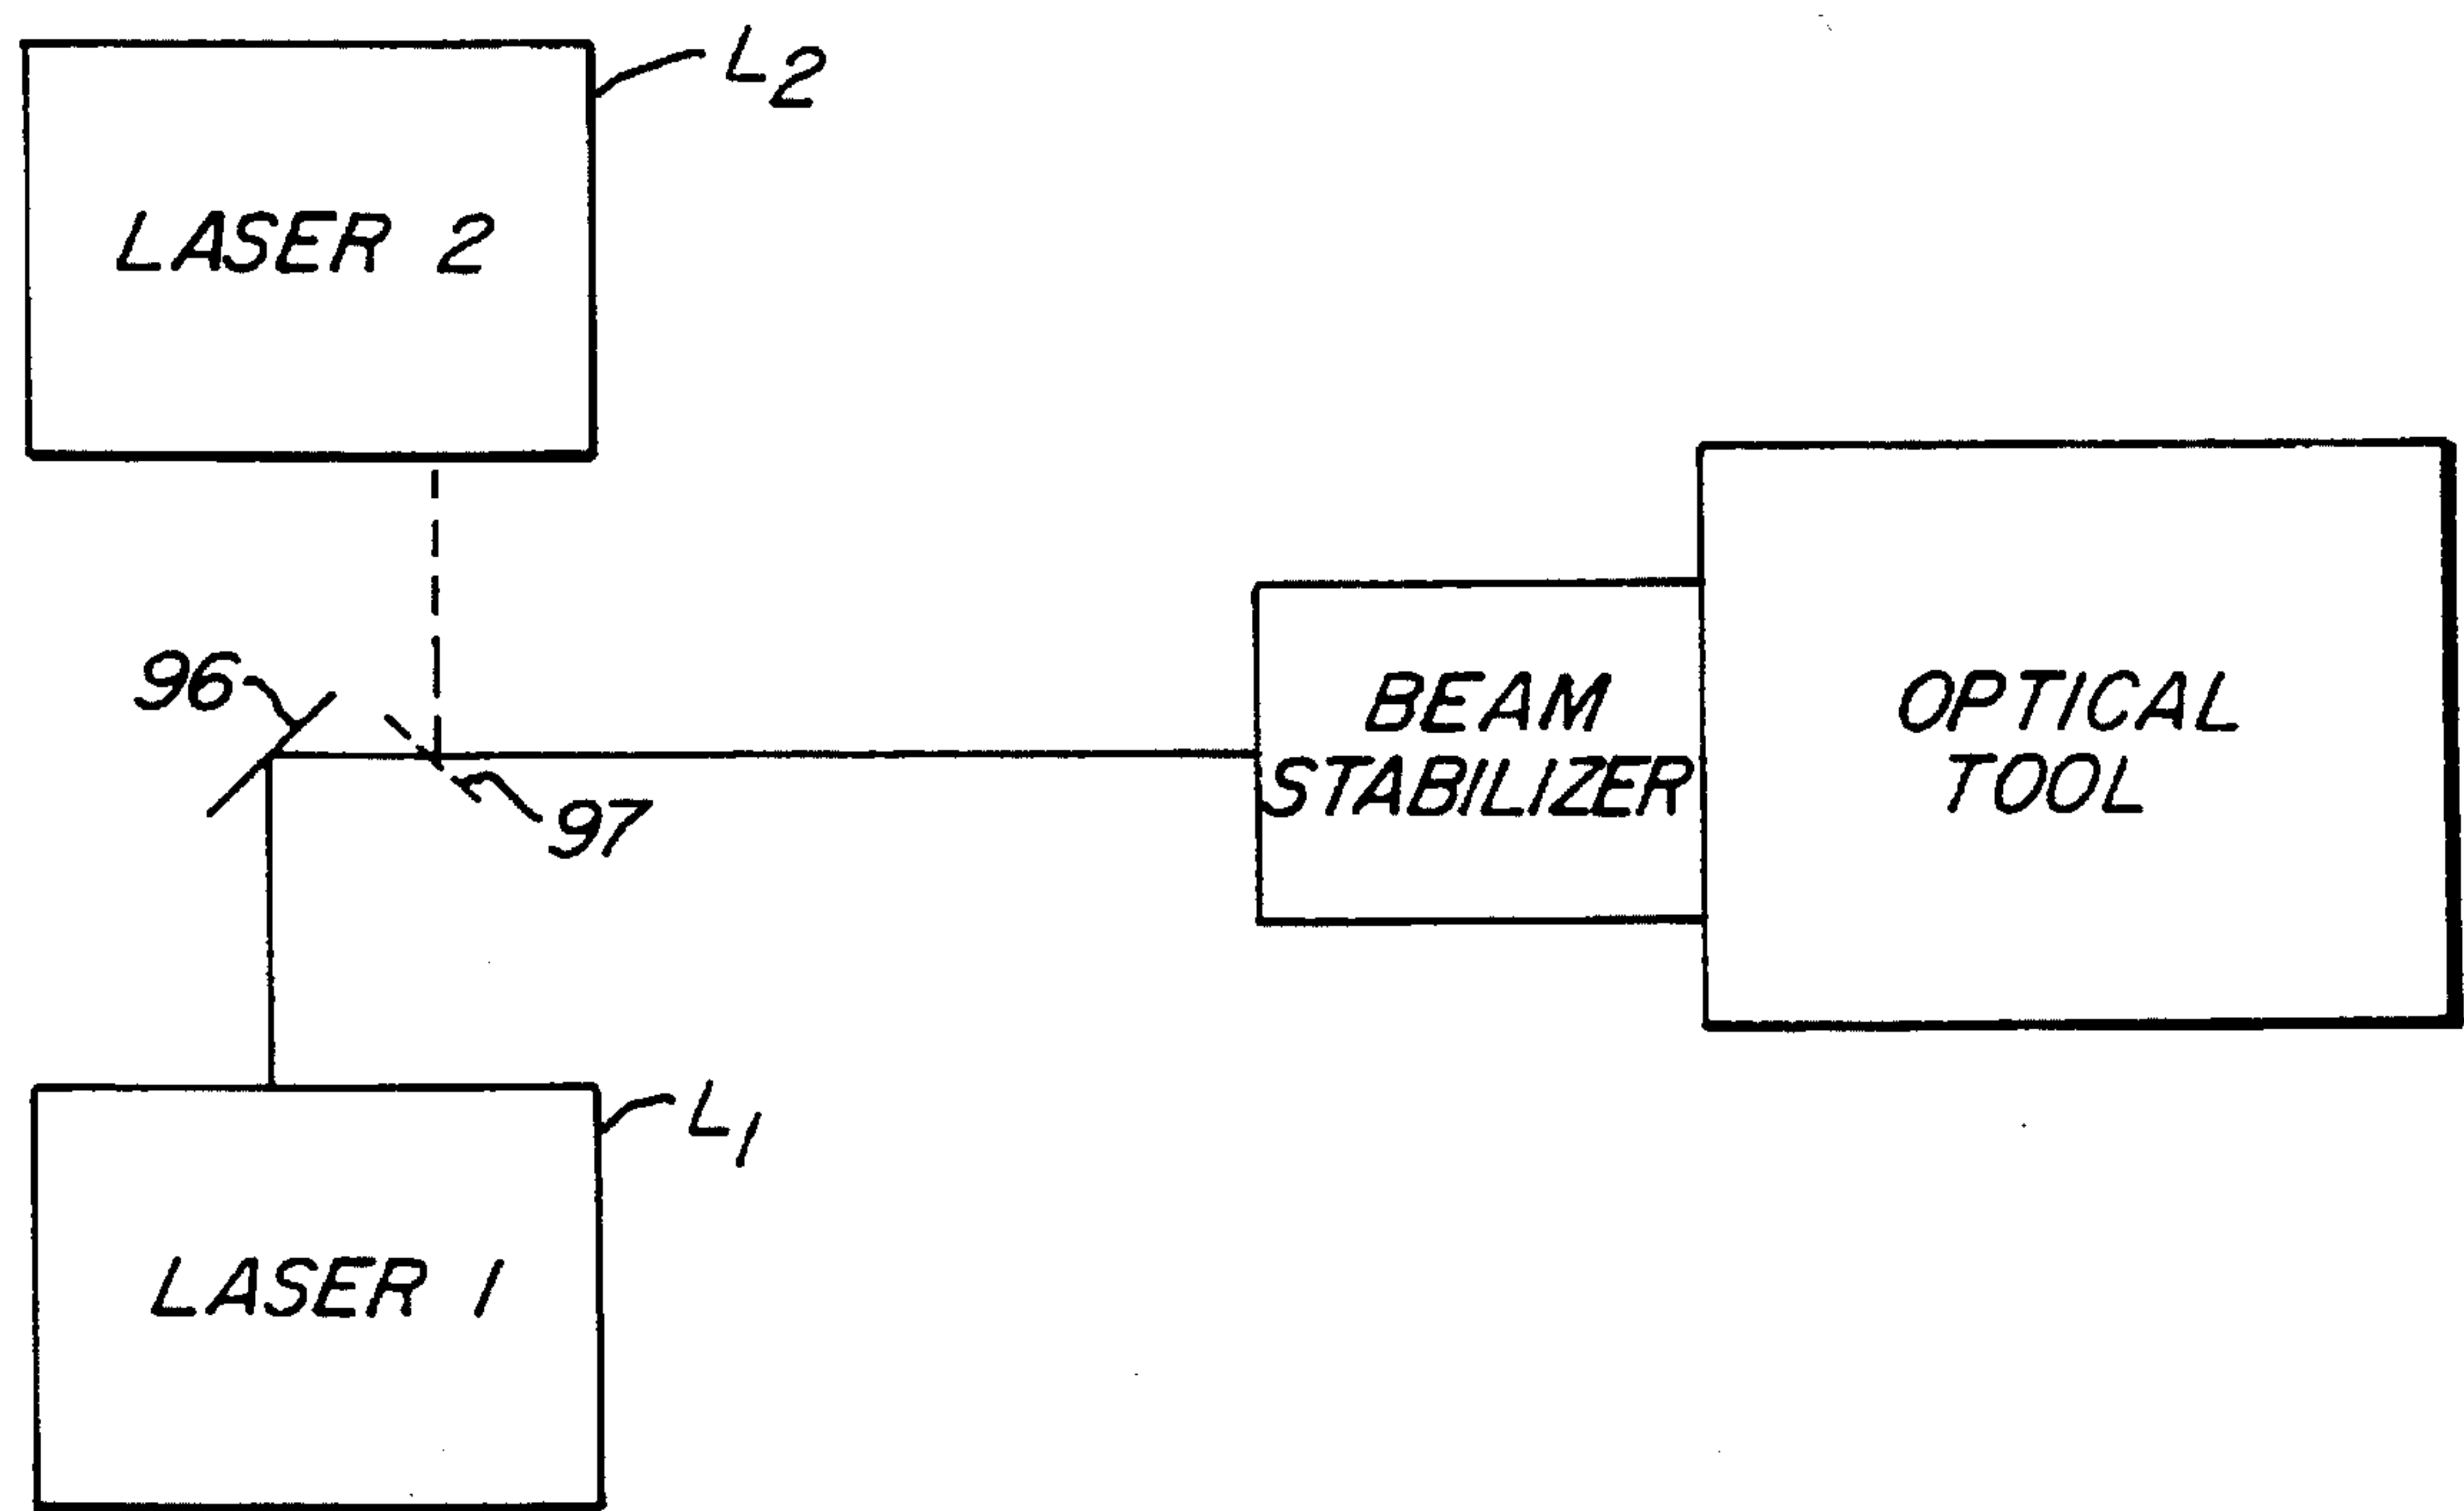 L2
LASER 2
96
97
BEAM
STABILIZER
OPTICAL
TOOL
L1
LASER 1